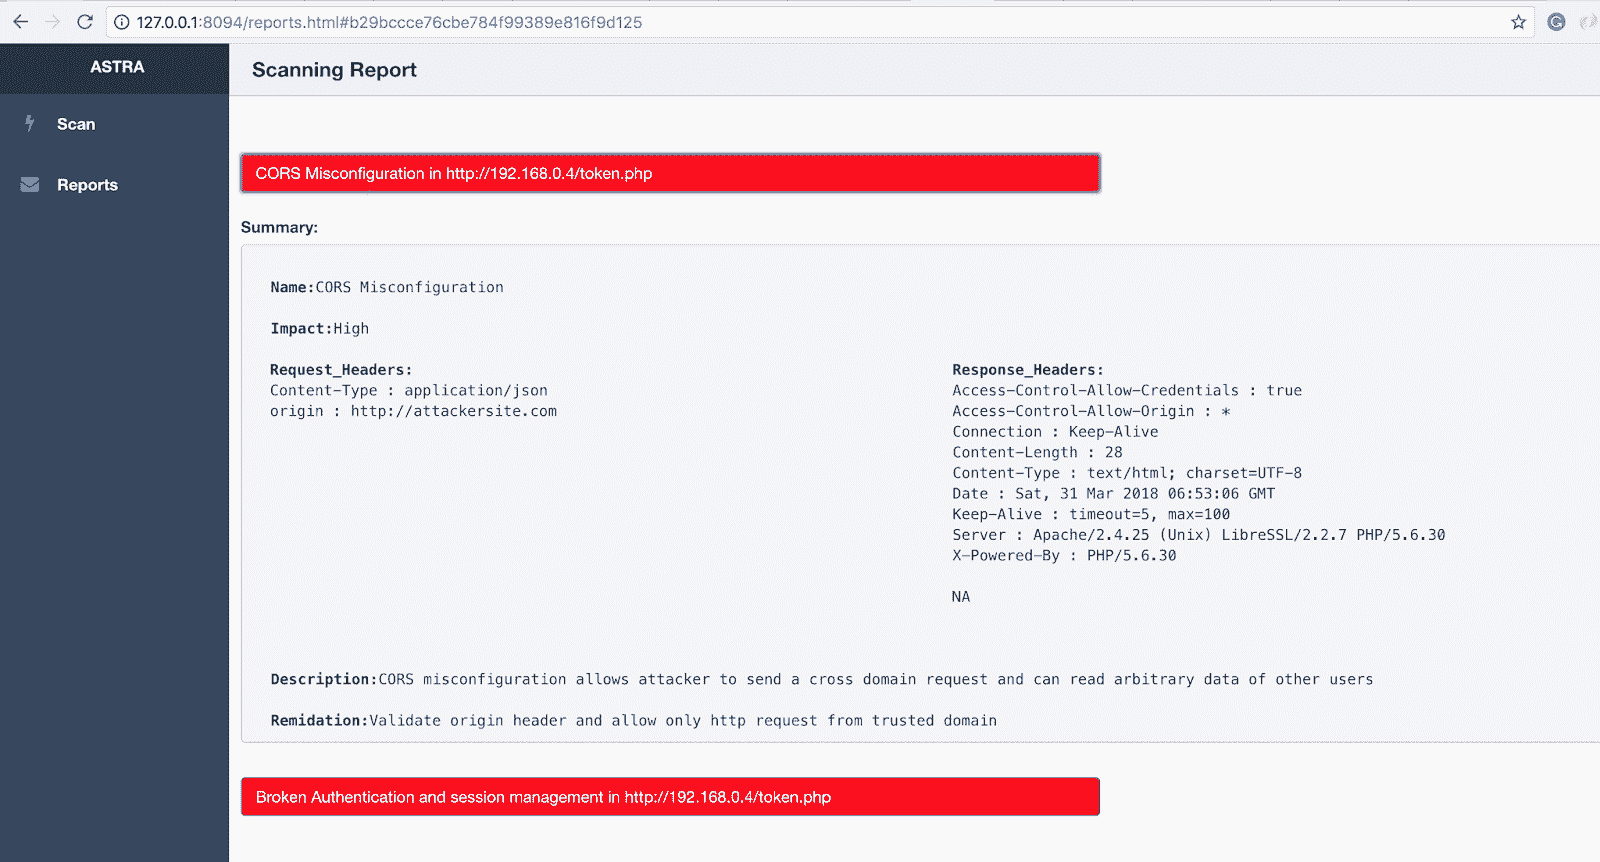 127.0.0.1:8094/reports.html#b29bccce76cbe784f99389e816f9d125
ASTRA
Scanning Report
Scan
Reports
CORS Misconfiguration in http://192.168.0.4/token.php
Summary:
Name:CORS Misconfiguration
Impact:High
Request_Headers:
Content-Type : application/json
origin : http://attackersite.com
Response_Headers:
Access-Control-Allow-Credentials : true
Access-Control-Allow-Origin : *
Connection : Keep-Alive
Content-Length : 28
Content-Type : text/html; charset=UTF-8
Date : Sat, 31 Mar 2018 06:53:06 GMT
Keep-Alive : timeout=5, max=100
Server : Apache/2.4.25 (Unix) LibreSSL/2.2.7 PHP/5.6.30
X-Powered-By : PHP/5.6.30
NA
Description:CORS misconfiguration allows attacker to send a cross domain request and can read arbitrary data of other users
Remidation:Validate origin header and allow only http request from trusted domain
Broken Authentication and session management in http://192.168.0.4/token.php